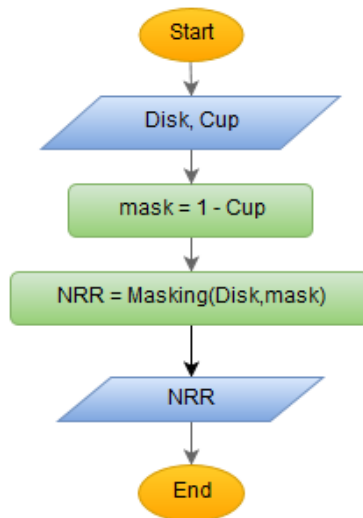 Start
Disk, Cup
mask = 1 - Cup
NRR = Masking(Disk,mask)
NRR
End